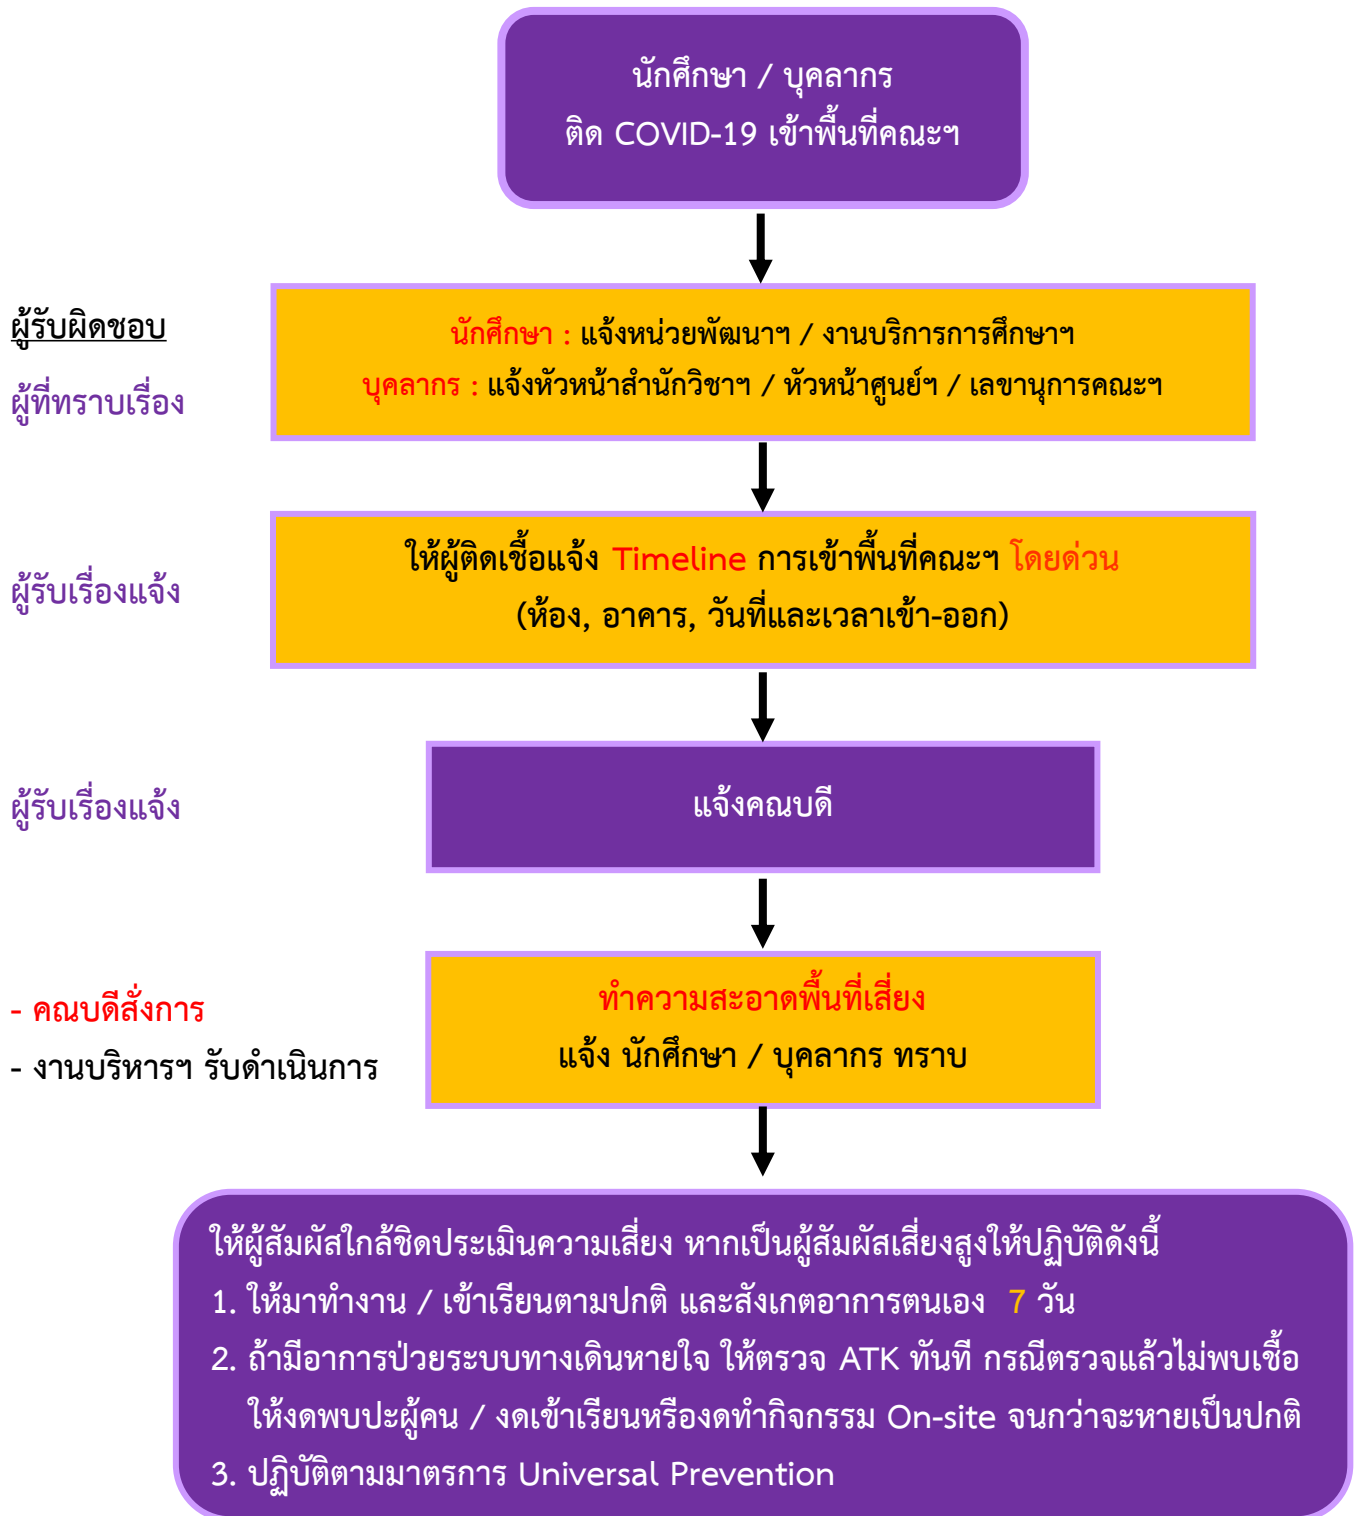 นักศึกษา / บุคลากร
ติด COVID-19 เข้าพื้นที่คณะฯ
ผู้รับผิดชอบ
ผู้ที่ทราบเรื่อง
นักศึกษา : แจ้งหน่วยพัฒนาฯ / งานบริการการศึกษาฯ
บุคลากร : แจ้งหัวหน้าสำนักวิชาฯ / หัวหน้าศูนย์ฯ / เลขานุการคณะฯ
ผู้รับเรื่องแจ้ง
ให้ผู้ติดเชื้อแจ้ง Timeline การเข้าพื้นที่คณะฯ โดยด่วน
(ห้อง, อาคาร, วันที่และเวลาเข้า-ออก)
ผู้รับเรื่องแจ้ง
แจ้งคณบดี
- คณบดีสั่งการ
- งานบริหารฯ รับดำเนินการ
ทำความสะอาดพื้นที่เสี่ยง
แจ้ง นักศึกษา / บุคลากร ทราบ
ให้ผู้สัมผัสใกล้ชิดประเมินความเสี่ยง หากเป็นผู้สัมผัสเสี่ยงสูงให้ปฏิบัติดังนี้
1. ให้มาทำงาน / เข้าเรียนตามปกติ และสังเกตอาการตนเอง 7 วัน
2. ถ้ามีอาการป่วยระบบทางเดินหายใจ ให้ตรวจ ATK ทันที กรณีตรวจแล้วไม่พบเชื้อ
ให้งดพบปะผู้คน / งดเข้าเรียนหรืองดทำกิจกรรม On-site จนกว่าจะหายเป็นปกติ
3. ปฏิบัติตามมาตรการ Universal Prevention